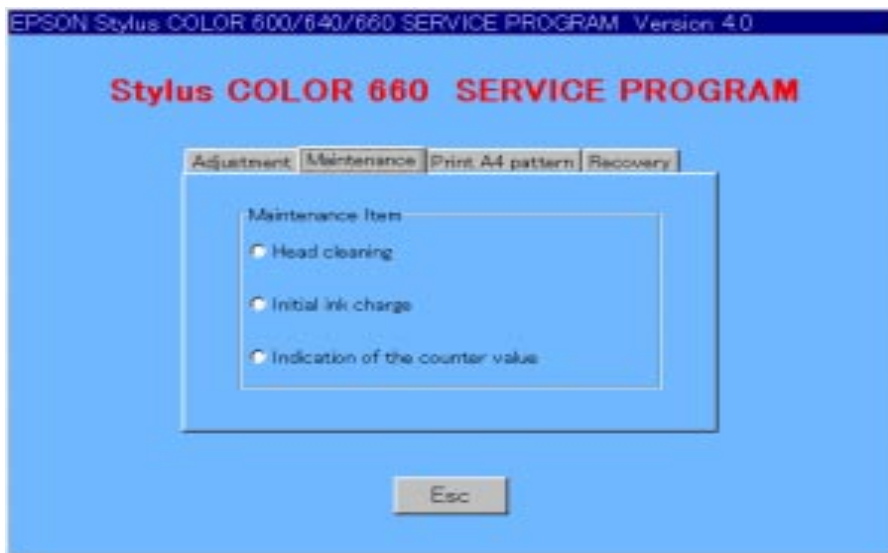 EPSON Stylus COLOR 600/640/660 SERVICE PROGRAM Version 4.0
Stylus COLOR 660 SERVICE PROGRAM
Adjustment Maintenance Print A4 pattern Recovery
Maintenance Item
Head cleaning
Initial ink charge
Indication of the counter value
Esc